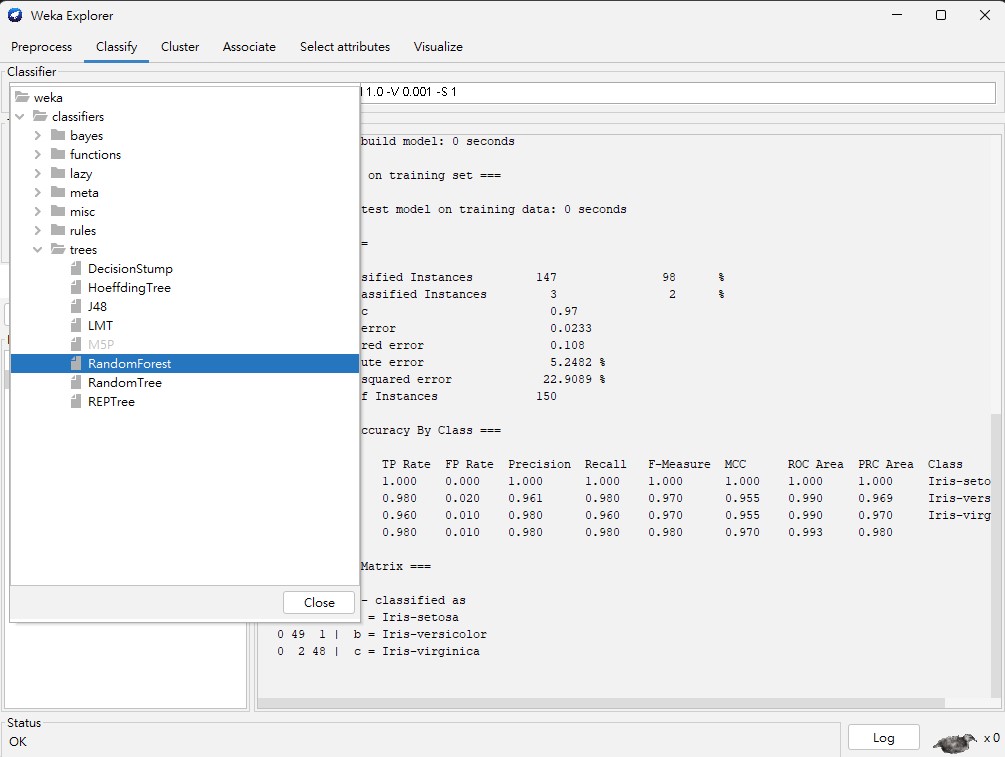 Weka Explorer
Preprocess Classify Cluster Associate Select attributes Visualize
Classifier
1.0 -V 0.001 -S 1
weka
classifiers
bayes
functions
lazy
meta
misc
rules
trees
DecisionStump
HoeffdingTree
J48
LMT
M5P
RandomForest
RandomTree
REPTree
Close
build model: 0 seconds
on training set ===
test model on training data: 0 seconds
=
sified Instances 147 98 %
assified Instances 3 2 %
c 0.97
error 0.0233
red error 0.108
ute error 5.2482 %
squared error 22.9089 %
f Instances 150
ccuracy By Class ===
TP Rate FP Rate Precision Recall F-Measure MCC ROC Area PRC Area Class
1.000 0.000 1.000 1.000 1.000 1.000 1.000 1.000 Iris-seto
0.980 0.020 0.961 0.980 0.970 0.955 0.990 0.969 Iris-vers
0.960 0.010 0.980 0.960 0.970 0.955 0.990 0.970 Iris-virg
0.980 0.010 0.980 0.980 0.980 0.970 0.993 0.980
Matrix ===
- classified as
= Iris-setosa
0 49 1 | b = Iris-versicolor
0 2 48 | c = Iris-virginica
Status
OK
Log
x 0